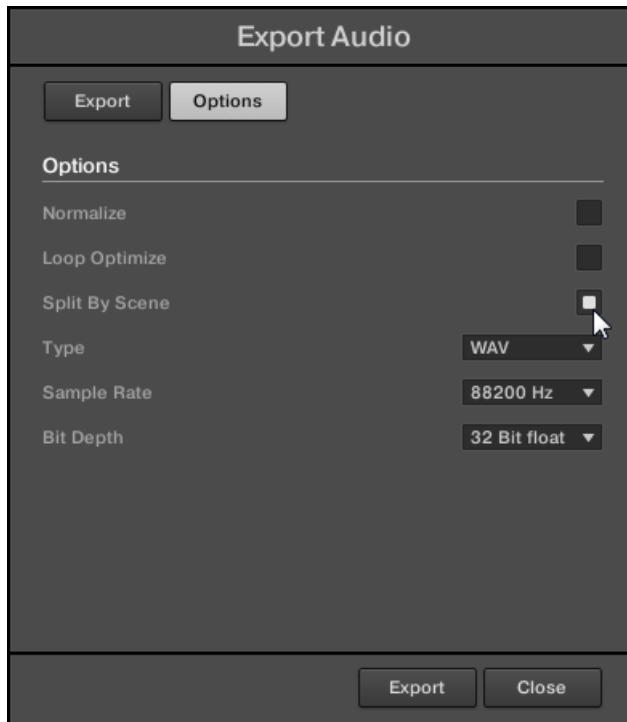 Export Audio
Export Options
Options
Normalize
Loop Optimize
Split By Scene
Type WAV
Sample Rate 88200 Hz
Bit Depth 32 Bit float
Export Close